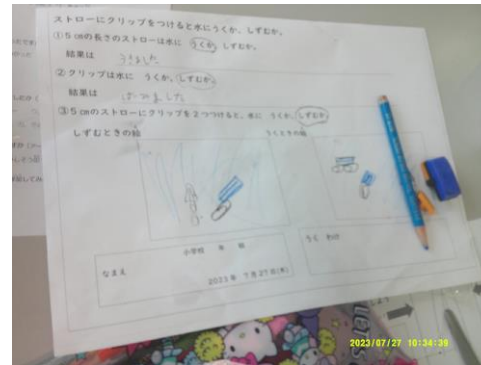 ストローにクリップをつけると水にうくか、しずむか。
①5cmの長さのストローは水に うくか、しずむか。
結果は うきました
②クリップは水に うくか、しずむか。
結果は
③5cmのストローにクリップを2つつけると、水に うくか、しずむか。
しずむときの絵
うくときの絵
小学校 年 組
なまえ
2023年 7月27日(木)
うく わけ
2023/07/27 10:34:39